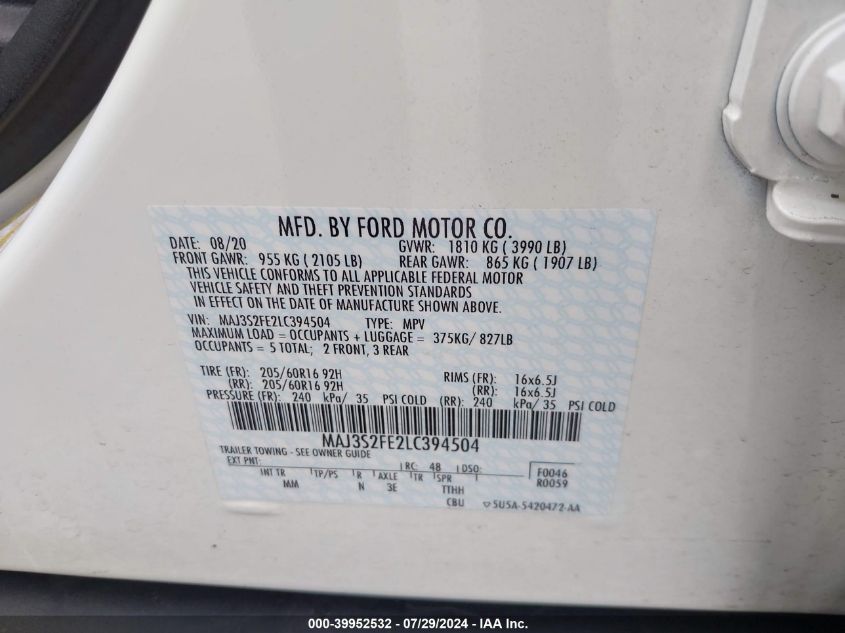 MFD. BY FORD MOTOR CO.
DATE: 08/20 GVWR: 1810 KG ( 3990 LB)
FRONT GAWR: 955 KG ( 2105 LB) REAR GAWR: 865 KG ( 1907 LB)
THIS VEHICLE CONFORMS TO ALL APPLICABLE FEDERAL MOTOR
VEHICLE SAFETY AND THEFT PREVENTION STANDARDS
IN EFFECT ON THE DATE OF MANUFACTURE SHOWN ABOVE.
VIN: MAJ3S2FE2LC394504 TYPE: MPV
MAXIMUM LOAD = OCCUPANTS + LUGGAGE = 375KG/ 827LB
OCCUPANTS = 5 TOTAL; 2 FRONT, 3 REAR
TIRE (FR): 205/60R16 92H RIMS (FR): 16x6.5J
(RR): 205/60R16 92H (RR): 16x6.5J
PRESSURE (FR): 240 kPa/ 35 PSI COLD (RR): 240 kPa/ 35 PSI COLD
MAJ3S2FE2LC394504
TRAILER TOWING - SEE OWNER GUIDE
EXT PNT: RC: 48 DSO: F0046
INT TR TP/PS R AXLE TR SPR R0059
MM N 3E TTHH
CBU 5U5A-5420472-AA
000-39952532 - 07/29/2024 - IAA Inc.